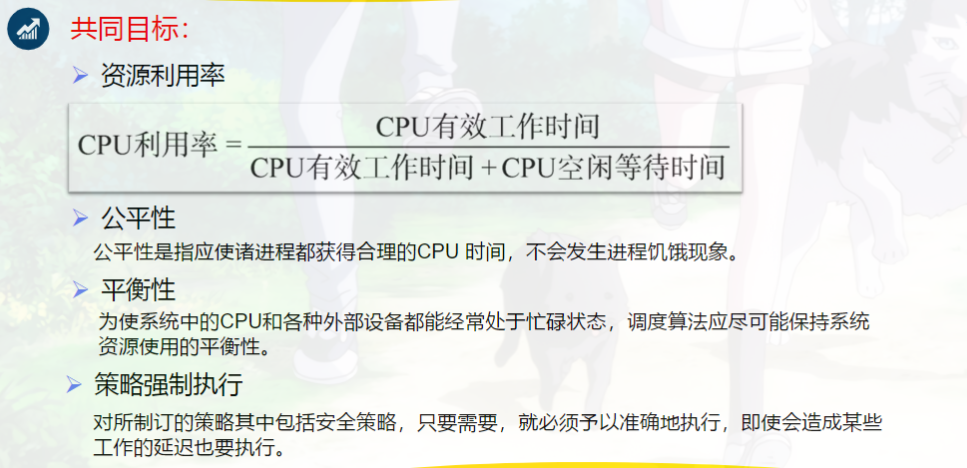 共同目标：
➢ 资源利用率
CPU利用率 = CPU有效工作时间 / CPU有效工作时间 + CPU空闲等待时间
➢ 公平性
公平性是指应使诸进程都获得合理的CPU 时间，不会发生进程饥饿现象。
➢ 平衡性
为使系统中的CPU和各种外部设备都能经常处于忙碌状态，调度算法应尽可能保持系统
资源使用的平衡性。
➢ 策略强制执行
对所制订的策略其中包括安全策略，只要需要，就必须予以准确地执行，即使会造成某些
工作的延迟也要执行。